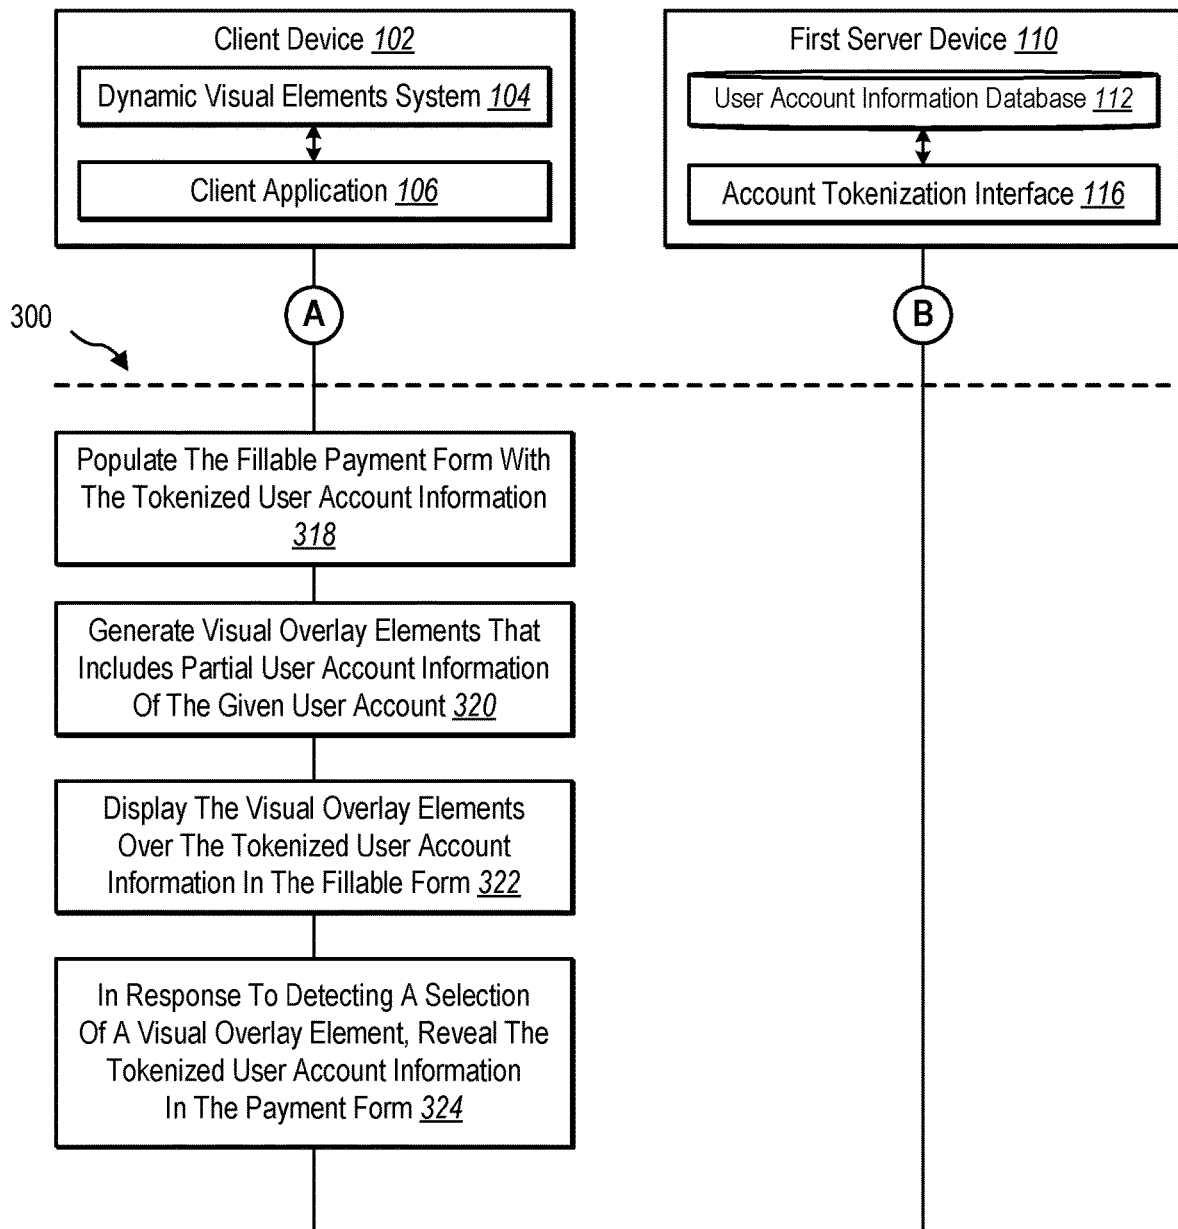 Client Device 102
Dynamic Visual Elements System 104
Client Application 106
First Server Device 110
User Account Information Database 112
Account Tokenization Interface 116
A
B
300
Populate The Fillable Payment Form With
The Tokenized User Account Information
318
Generate Visual Overlay Elements That
Includes Partial User Account Information
Of The Given User Account 320
Display The Visual Overlay Elements
Over The Tokenized User Account
Information In The Fillable Form 322
In Response To Detecting A Selection
Of A Visual Overlay Element, Reveal The
Tokenized User Account Information
In The Payment Form 324